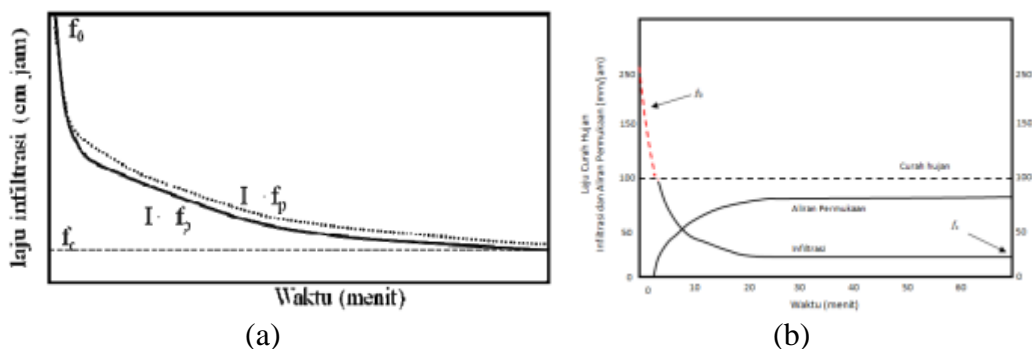 f0
laju infiltrasi (cm jam)
I
fp
I
fc
Waktu (menit)
(a)
Laju Curah Hujan
Infiltrasi dan Aliran Permukaan (mm/jam)
250
150
100
50
0
Curah hujan
Aliran Permukaan
Infiltrasi
250
150
100
50
0
0 10 20 30 40 50 60
Waktu (menit)
(b)